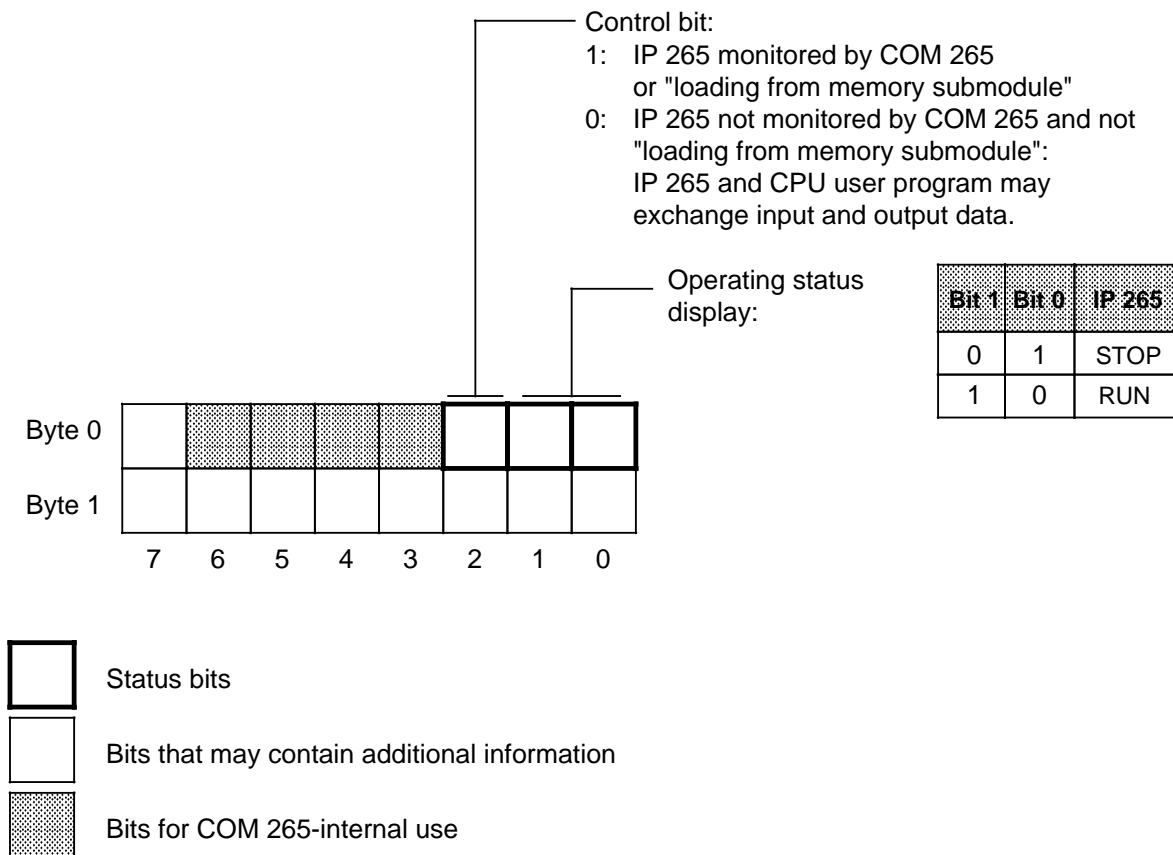 Control bit:
1: IP 265 monitored by COM 265
or "loading from memory submodule"
0: IP 265 not monitored by COM 265 and not
"loading from memory submodule":
IP 265 and CPU user program may
exchange input and output data.
Operating status
display:
Bit 1 Bit 0 IP 265
0 1 STOP
1 0 RUN
Byte 0
Byte 1
7 6 5 4 3 2 1 0
Status bits
Bits that may contain additional information
Bits for COM 265-internal use